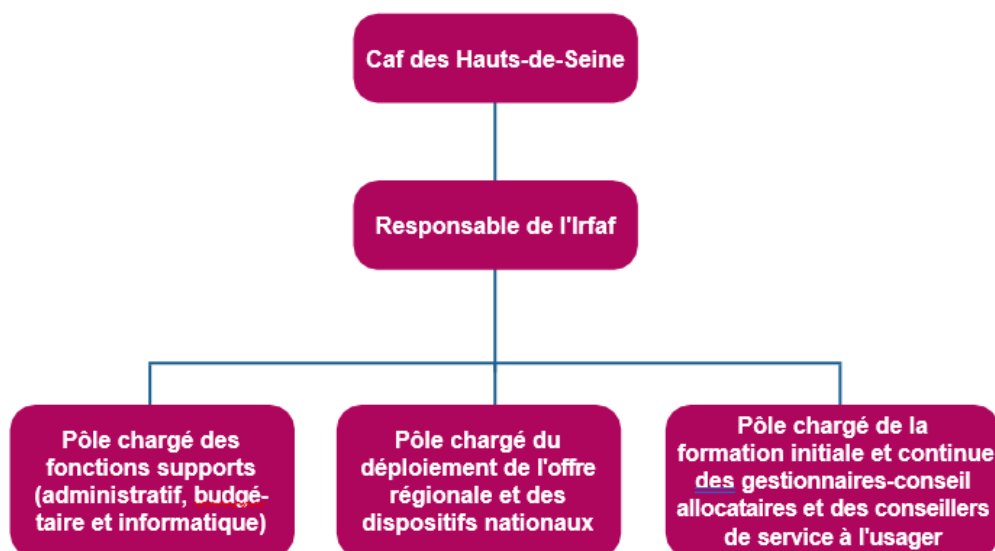 Caf des Hauts-de-Seine
Responsable de l'Irfaf
Pôle chargé des
fonctions supports
(administratif, budgé-
taire et informatique)
Pôle chargé du
déploiement de l'offre
régionale et des
dispositifs nationaux
Pôle chargé de la
formation initiale et continue
des gestionnaires-conseil
allocataires et des conseillers
de service à l'usager